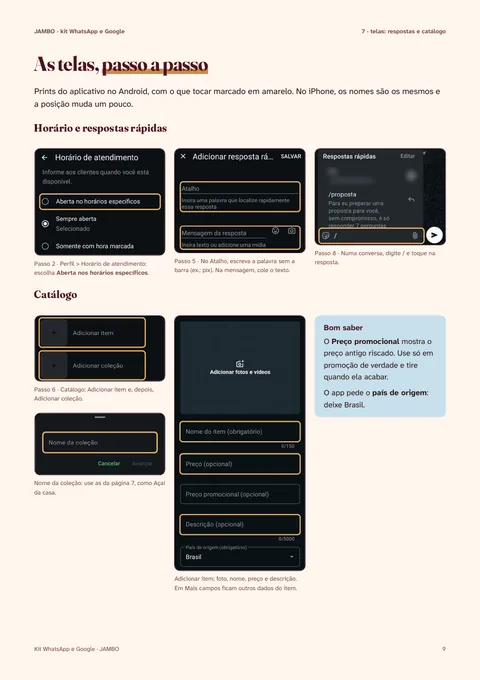 JAMBO · kit WhatsApp e Google
7 · telas: respostas e catálogo
As telas, passo a passo
Prints do aplicativo no Android, com o que tocar marcado em amarelo. No iPhone, os nomes são os mesmos e
a posição muda um pouco.
Horário e respostas rápidas
Horário de atendimento
Informe aos clientes quando você está
disponível.
Aberta no horários específicos
Sempre aberta
Selecionado
Somente com hora marcada
Passo 2 · Perfil > Horário de atendimento:
escolha Aberta nos horários específicos.
Adicionar resposta rá... SALVAR
Atalho
Insira uma palavra que localize rapidamente
essa resposta
Mensagem da resposta
Insira texto ou adicione uma mídia
Passo 5 · No Atalho, escreva a palavra sem a
barra (ex.: pix). Na mensagem, cole o texto.
Respostas rápidas Editar
/proposta
Para eu preparar uma
proposta para você,
sem compromisso, é só
responder 7 perguntas
/
Passo 8 · Numa conversa, digite / e toque na
resposta.
Catálogo
+ Adicionar item
+ Adicionar coleção
Passo 6 · Catálogo: Adicionar item e, depois,
Adicionar coleção.
Nome da coleção
Cancelar Avançar
Nome da coleção: use as da página 7, como Açaí
da casa.
Adicionar fotos e vídeos
Nome do item (obrigatório)
0/150
Preço (opcional)
Preço promocional (opcional)
Descrição (opcional)
0/5000
País de origem (obrigatório)
Brasil
Adicionar item: foto, nome, preço e descrição.
Em Mais campos ficam outros dados do item.
Bom saber
O Preço promocional mostra o
preço antigo riscado. Use só em
promoção de verdade e tire
quando ela acabar.
O app pede o país de origem:
deixe Brasil.
Kit WhatsApp e Google · JAMBO
9